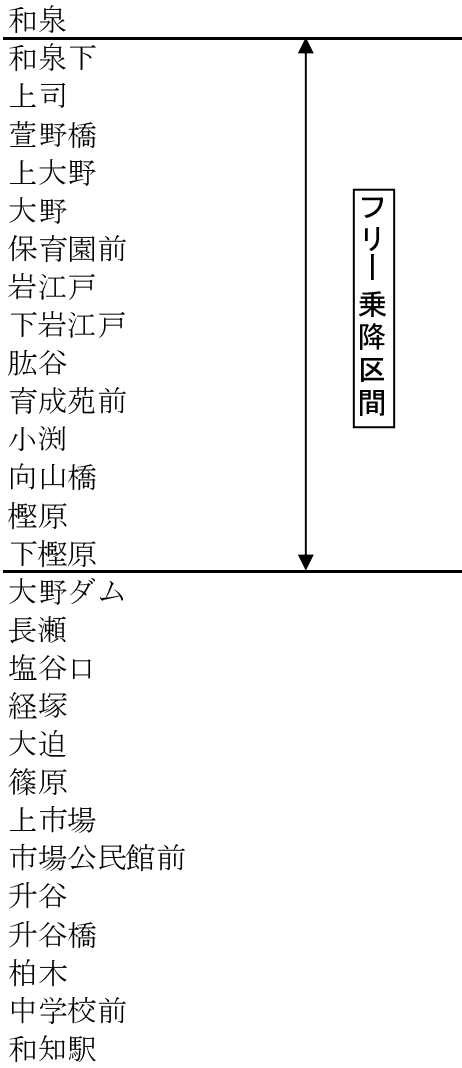 和泉
和泉下
上司
萱野橋
上大野
大野
保育園前
岩江戸
下岩江戸
肱谷
育成苑前
小渕
向山橋
樫原
下樫原
大野ダム
長瀬
塩谷口
経塚
大迫
篠原
上市場
市場公民館前
升谷
升谷橋
柏木
中学校前
和知駅
フリー乗降区間